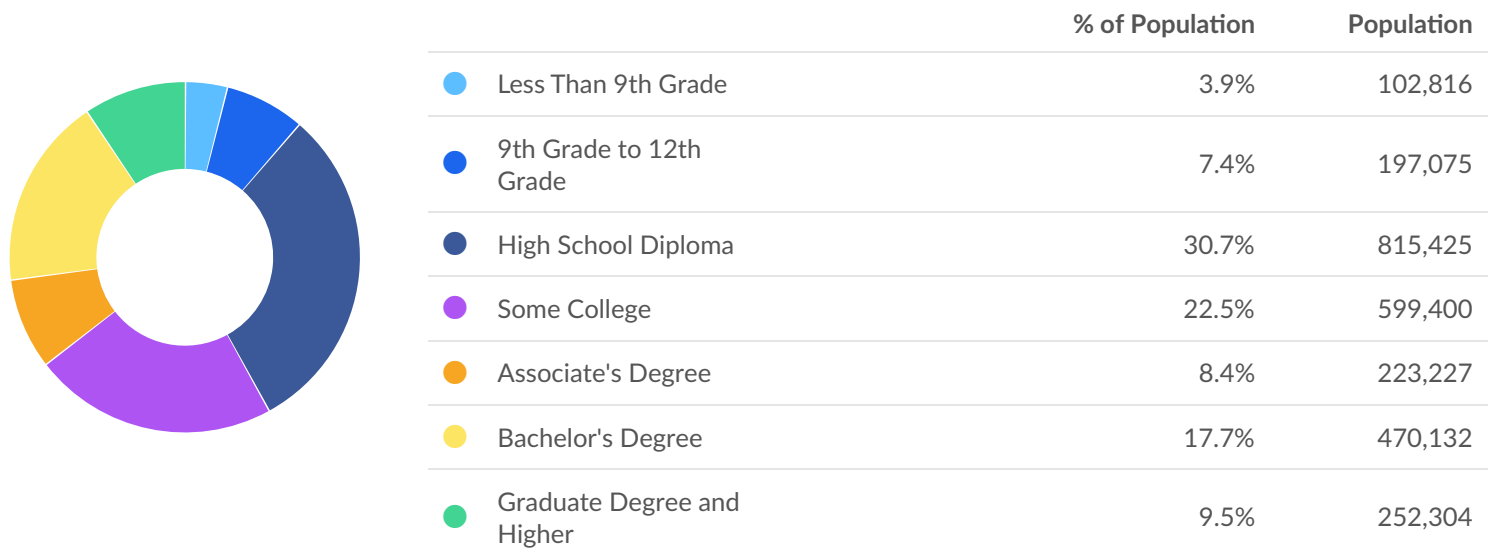 % of Population Population
Less Than 9th Grade 3.9% 102,816
9th Grade to 12th
Grade 7.4% 197,075
High School Diploma 30.7% 815,425
Some College 22.5% 599,400
Associate's Degree 8.4% 223,227
Bachelor's Degree 17.7% 470,132
Graduate Degree and
Higher 9.5% 252,304